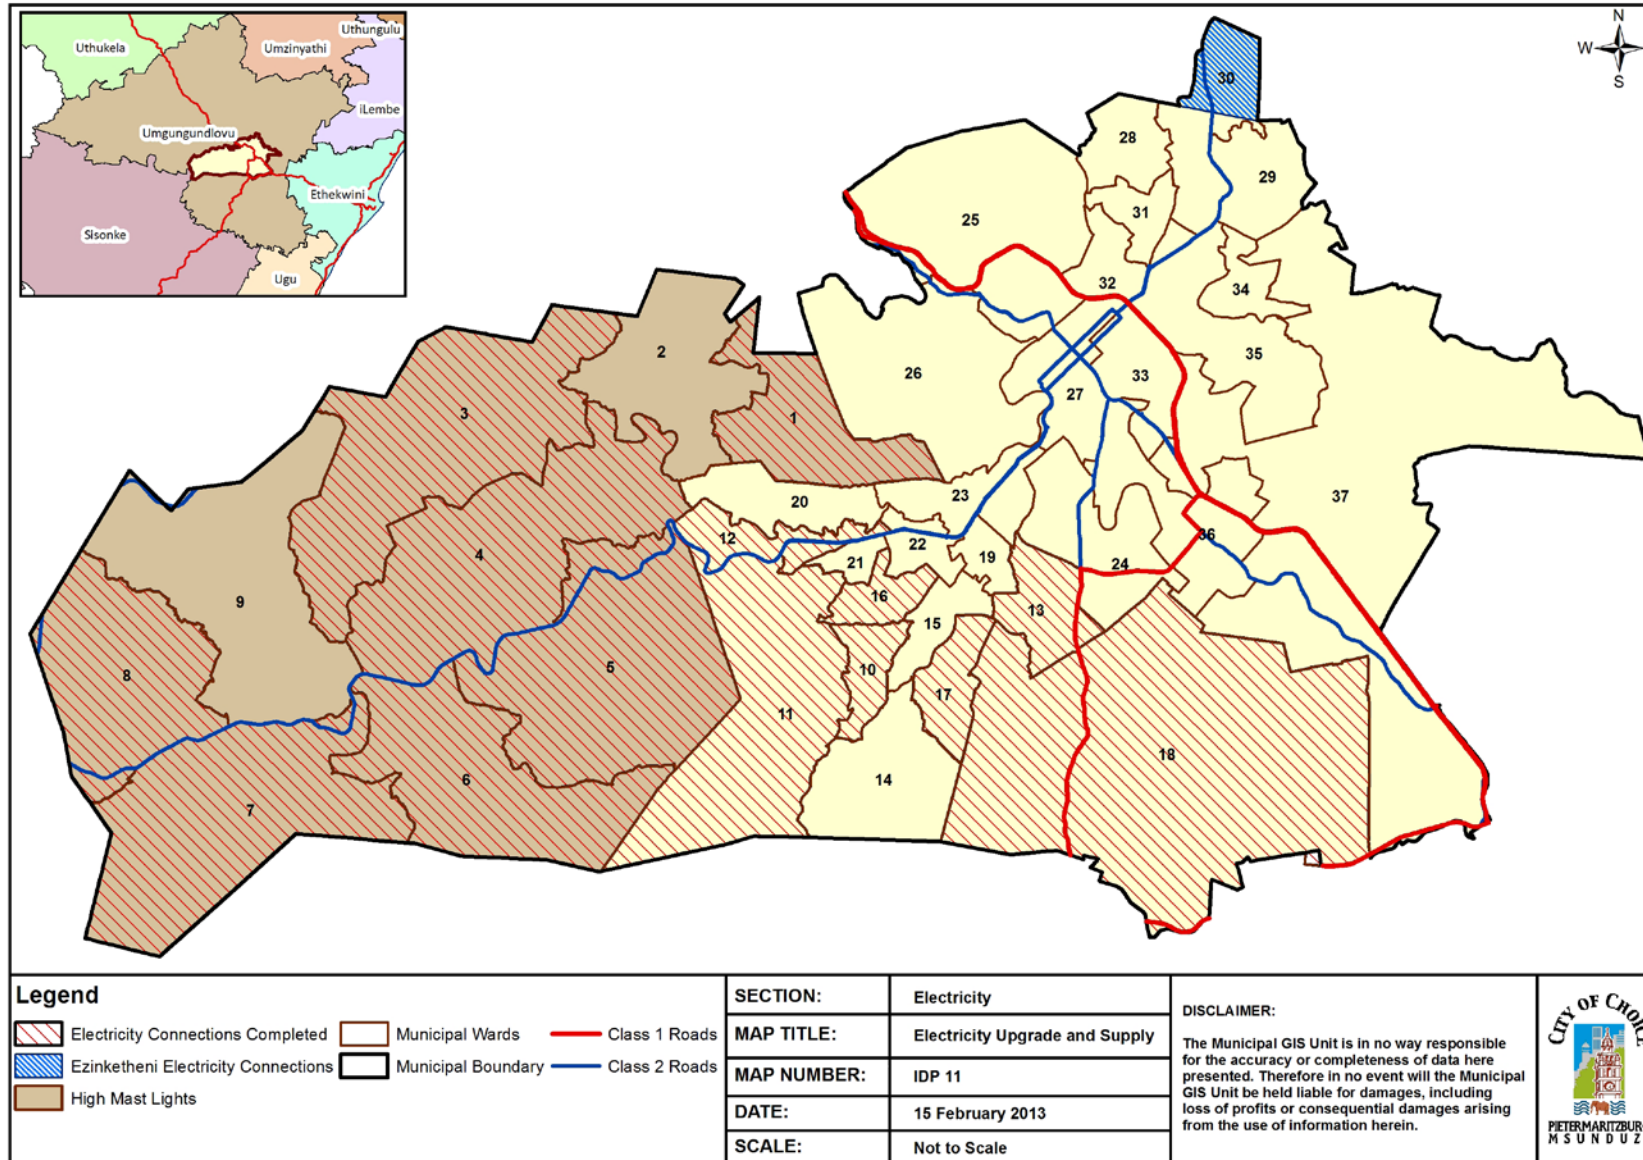 Uthungulu
Uthukela
Umzinyathi
iLembe
Umgungundlovu
Ethekwini
Sisonke
Ugu
N
W
S
30
28
29
25
31
32
34
2
35
26
33
3
1
27
20
23
37
12
22
36
4
21
19
24
9
16
13
15
8
5
10
17
11
18
6
14
7
Legend
Electricity Connections Completed
Municipal Wards
Class 1 Roads
Ezinketheni Electricity Connections
Municipal Boundary
Class 2 Roads
High Mast Lights
SECTION: Electricity
MAP TITLE: Electricity Upgrade and Supply
MAP NUMBER: IDP 11
DATE: 15 February 2013
SCALE: Not to Scale
DISCLAIMER:
The Municipal GIS Unit is in no way responsible
for the accuracy or completeness of data here
presented. Therefore in no event will the Municipal
GIS Unit be held liable for damages, including
loss of profits or consequential damages arising
from the use of information herein.
CITY OF CHOICE
PIETERMARITZBURG
MSUNDUZ